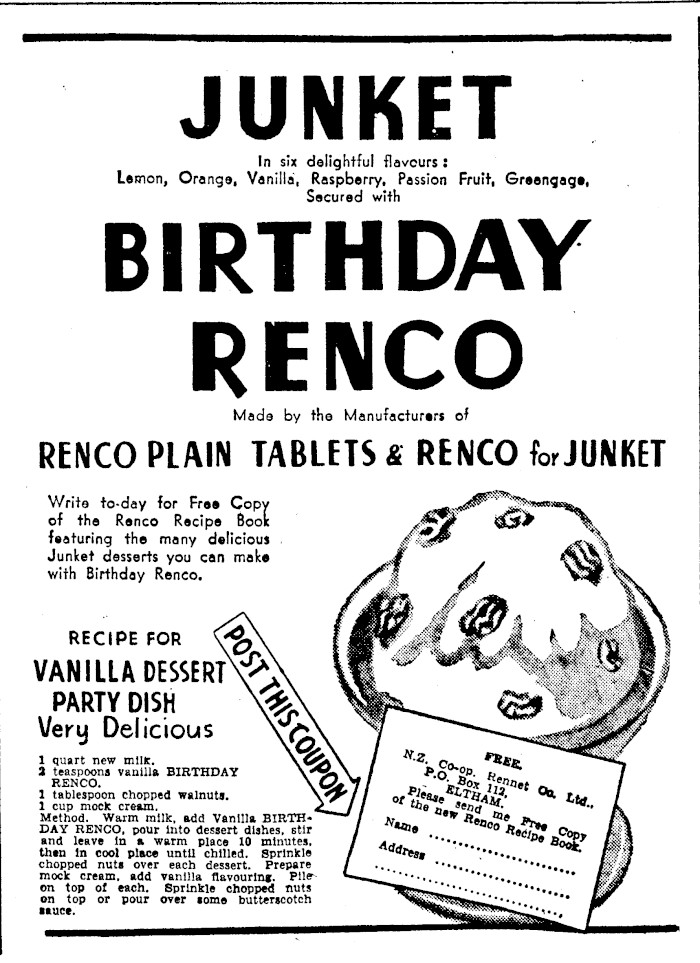 JUNKET
In six delightful flavours:
Lemon, Orange, Vanilla, Raspberry, Passion Fruit, Greengage,
Secured with
BIRTHDAY
RENCO
Made by the Manufacturers of
RENCO PLAIN TABLETS & RENCO for JUNKET
Write to-day for Free Copy
of the Renco Recipe Book
featuring the many delicious
Junket desserts you can make
with Birthday Renco.
RECIPE FOR
VANILLA DESSERT
PARTY DISH
Very Delicious
1 quart new milk.
2 teaspoons vanilla BIRTHDAY
RENCO.
1 tablespoon chopped walnuts.
1 cup mock cream.
Method. Warm milk, add Vanilla BIRTH-
DAY RENCO, pour into dessert dishes, stir
and leave in a warm place 10 minutes,
then in cool place until chilled. Sprinkle
chopped nuts over each dessert. Prepare
mock cream, add vanilla flavouring. Pile
on top of each. Sprinkle chopped nuts
on top or pour over some butterscotch
sauce.
POST THIS COUPON
FREE.
N.Z. Co-op. Rennet Co. Ltd.,
P.O. Box 112,
ELTHAM.
Please send me Free Copy
of the new Renco Recipe Book.
Name ........................
Address ........................
........................